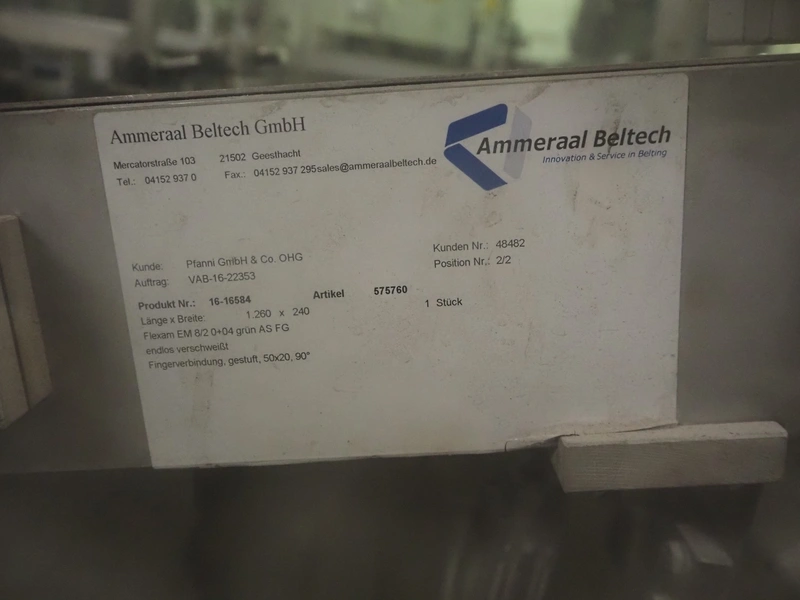 Ammeraal Beltech GmbH
Mercatorstraße 103 21502 Geesthacht
Tel.: 04152 937 0 Fax.: 04152 937 295sales@ammeraalbeltech.de
Ammeraal Beltech
Innovation & Service in Belting
Kunde: Pfanni GmbH & Co. OHG Kunden Nr.: 48482
Auftrag: VAB-16-22353 Position Nr.: 2/2
Produkt Nr.: 16-16584 Artikel 575760
Länge x Breite: 1.260 x 240 1 Stück
Flexam EM 8/2 0+04 grün AS FG
endlos verschweißt
Fingerverbindung, gestuft, 50x20, 90°